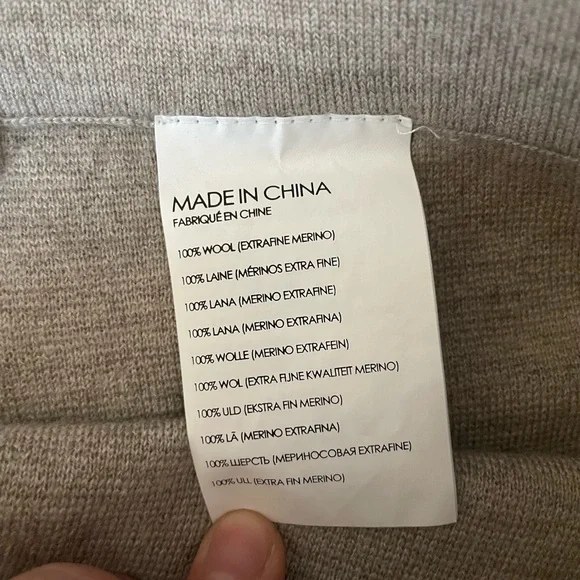 MADE IN CHINA
FABRIQUÉ EN CHINE
100% WOOL (EXTRAFINE MERINO)
100% LAINE (MÉRINOS EXTRA FINE)
100% LANA (MERINO EXTRAFINE)
100% LANA (MERINO EXTRAFINA)
100% WOLLE (MERINO EXTRAFEIN)
100% WOL (EXTRA FIJNE KWALITEIT MERINO)
100% ULD (EKSTRA FIN MERINO)
100% LÃ (MERINO EXTRAFINA)
100% ШЕРСТЬ (МЕРИНОСОВАЯ EXTRAFINE)
100% ULL (EXTRA FIN MERINO)